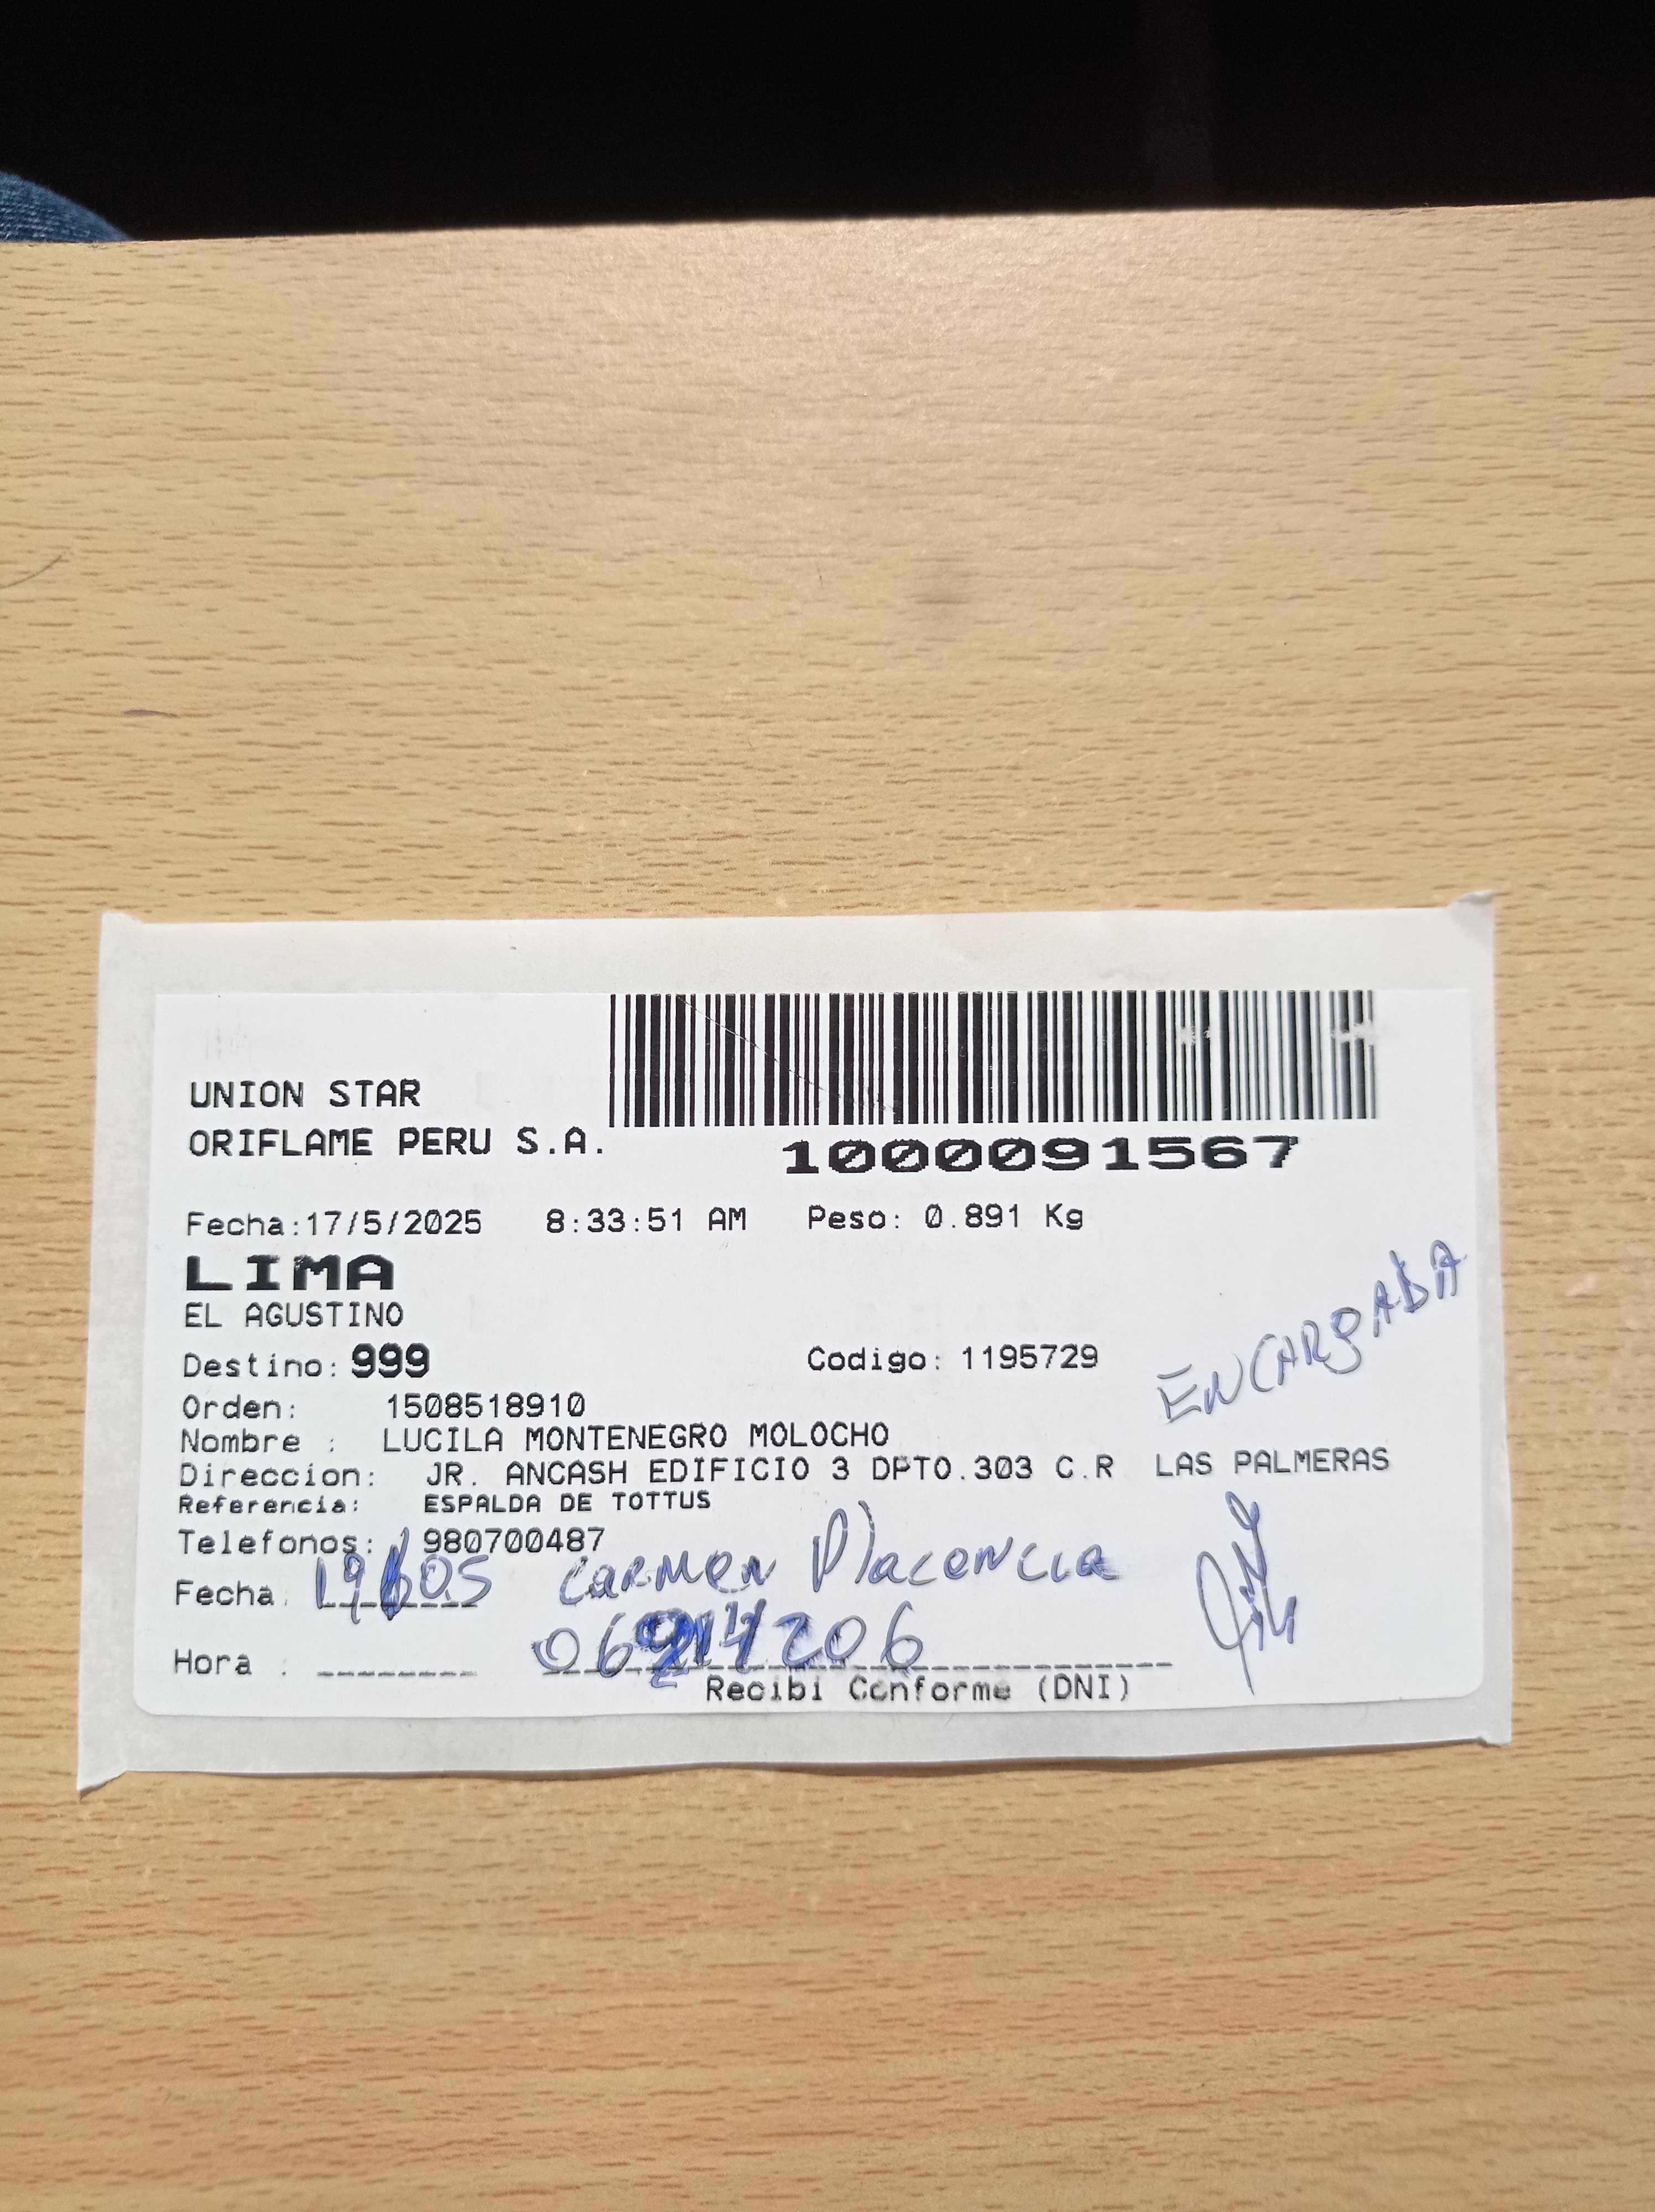 UNION STAR
ORIFLAME PERU S.A.
1000091567
Fecha:17/5/2025 8:33:51 AM Peso: 0.891 Kg
LIMA
EL AGUSTINO
Destino: 999 Codigo: 1195729
ENCARGADA
Orden: 1508518910
Nombre : LUCILA MONTENEGRO MOLOCHO
Direccion: JR. ANCASH EDIFICIO 3 DPTO.303 C.R LAS PALMERAS
Referencia: ESPALDA DE TOTTUS
Telefonos: 980700487
Fecha. 19/05 Carmen Placencia
Hora .
Recibi Conforme (DNI)